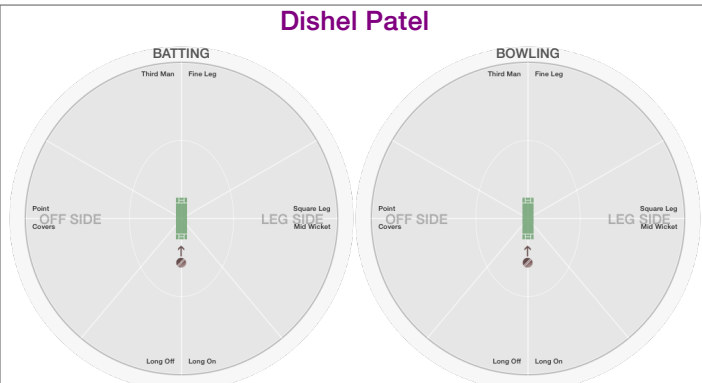 Dishel Patel
BATTING
Third Man Fine Leg
Point
OFF SIDE
Covers
Square Leg
LEG SIDE
Mid Wicket
Long Off Long On
BOWLING
Third Man Fine Leg
Point
OFF SIDE
Covers
Square Leg
LEG SIDE
Mid Wicket
Long Off Long On